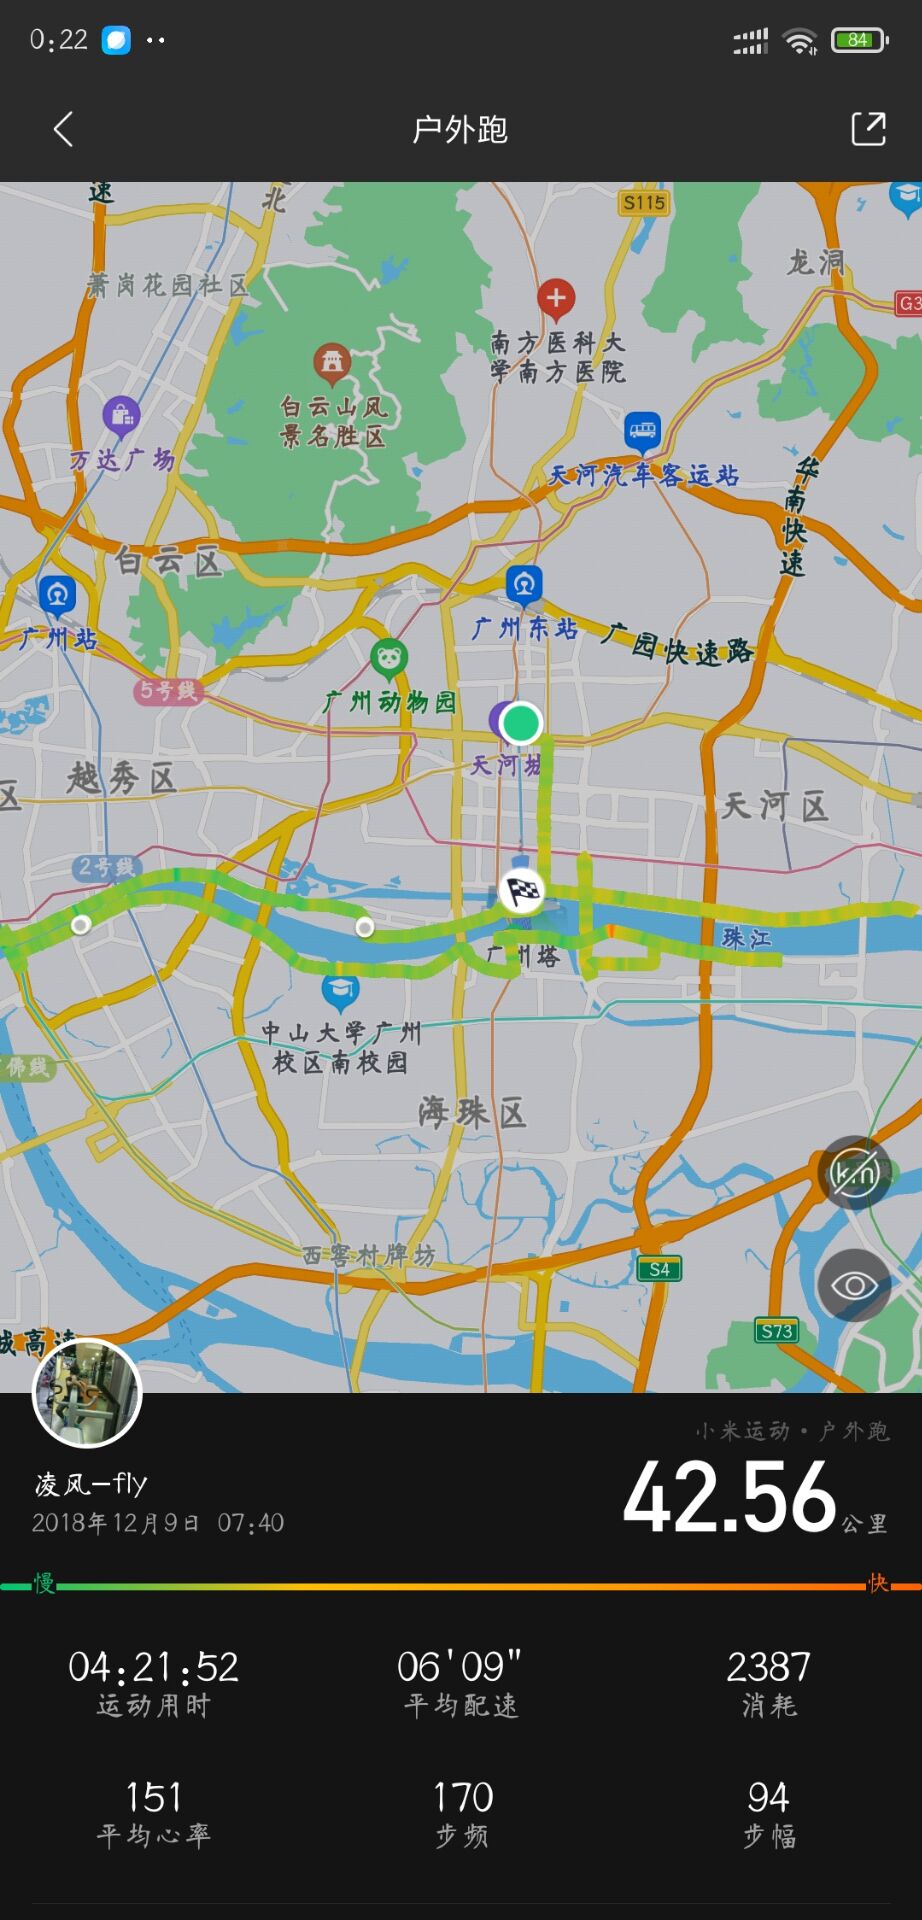 0:22
84
户外跑
速
北
S115
萧岗花园社区
龙洞
G3
南方医科大
学南方医院
白云山风
景名胜区
万达广场
天河汽车客运站
华南快速
白云区
广州站
广州东站
广园快速路
5号线
广州动物园
天河城
区
越秀区
天河区
2号线
珠江
广州塔
中山大学广州
校区南校园
佛线
海珠区
km
西窖村牌坊
S4
S73
城高速
小米运动·户外跑
凌风-fly
42.56公里
2018年12月9日 07:40
慢
快
04:21:52
06'09"
2387
运动用时
平均配速
消耗
151
170
94
平均心率
步频
步幅